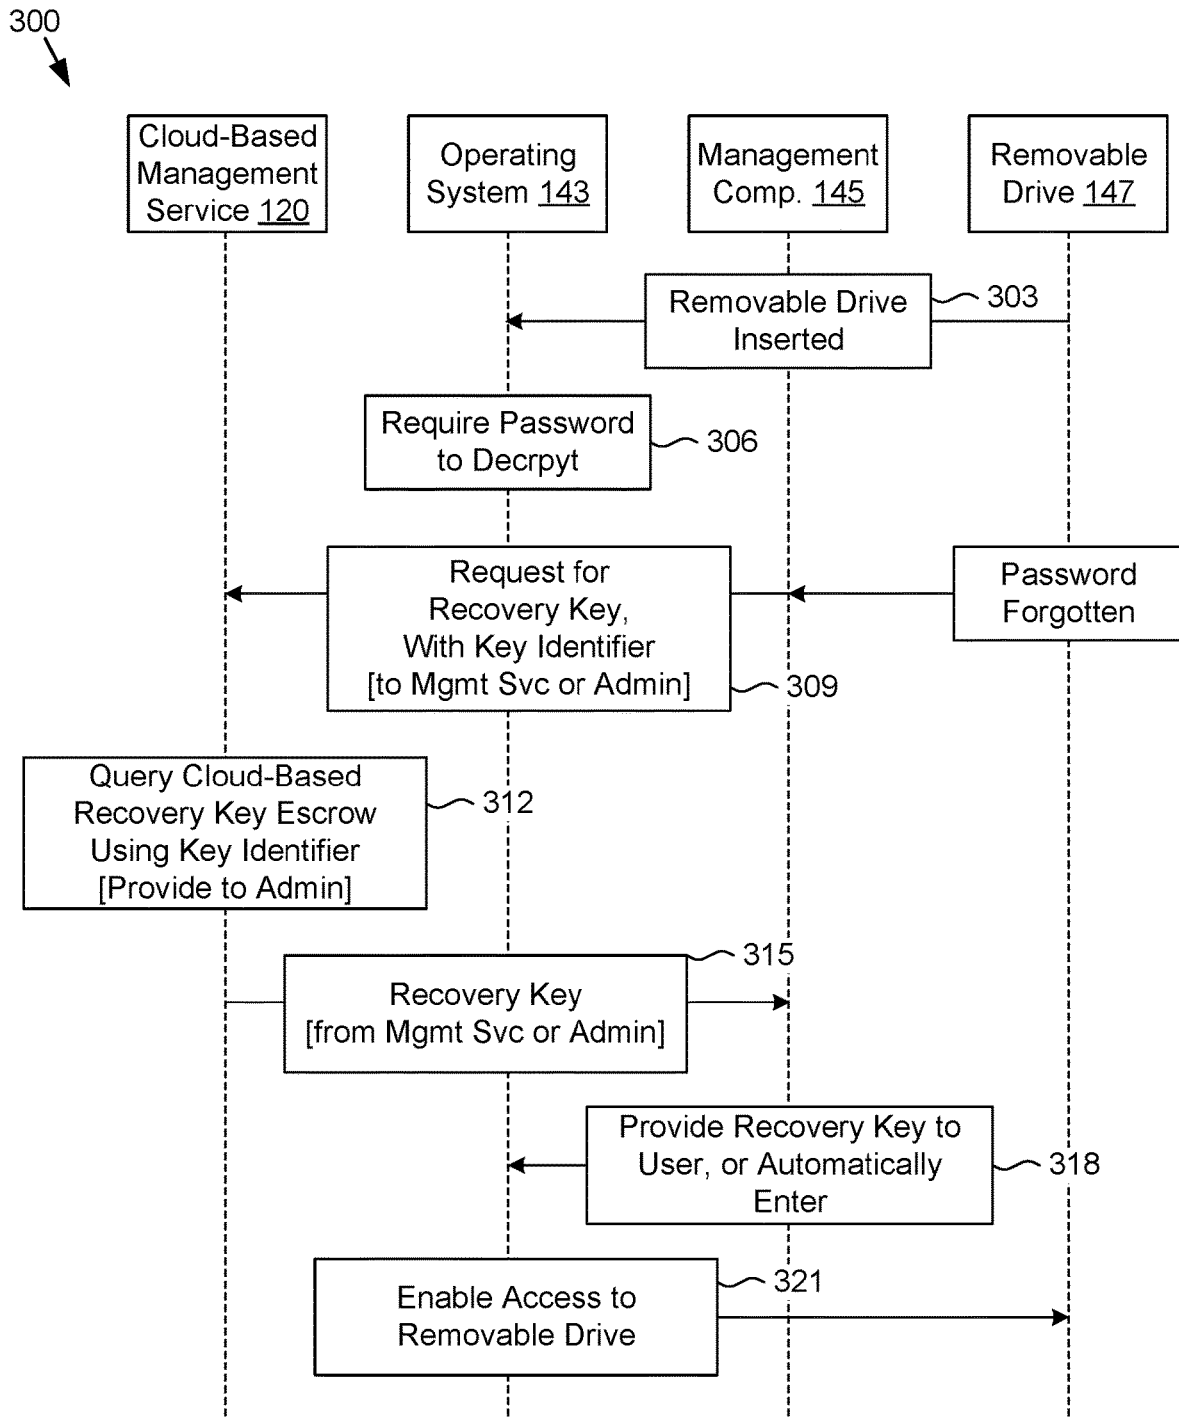 300
Cloud-Based
Management
Service 120
Operating
System 143
Management
Comp. 145
Removable
Drive 147
Removable Drive
Inserted
303
Require Password
to Decrpyt
306
Request for
Recovery Key,
With Key Identifier
[to Mgmt Svc or Admin]
309
Password
Forgotten
Query Cloud-Based
Recovery Key Escrow
Using Key Identifier
[Provide to Admin]
312
315
Recovery Key
[from Mgmt Svc or Admin]
Provide Recovery Key to
User, or Automatically
Enter
318
321
Enable Access to
Removable Drive